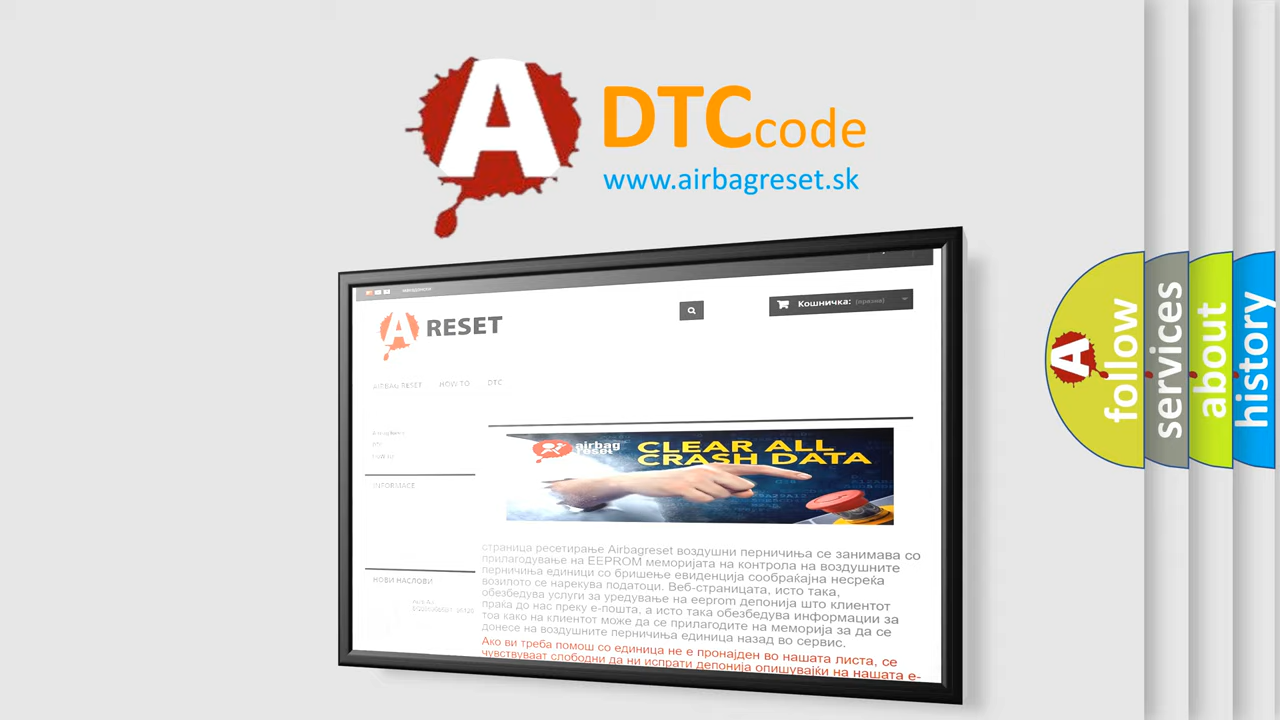 A
DTC code
www.airbagreset.sk
Кошничка: (празни)
A RESET
AIRBAG RESET HOW TO DTC
airbag reset
CLEAR ALL
CRASH DATA
INFORMACE
НОВИ НАСЛОВИ
страница ресетирање Airbagreset воздушни перничиња се занимава со
прилагодување на EEPROM меморијата на контрола на воздушните
перничиња единици со бришење евиденција сообраќајна несреќа
возилото се нарекува податоци. Веб-страницата, исто така,
обезбедува услуги за уредување на eeprom депонија што клиентот
праќа до нас преку е-пошта, а исто така обезбедува информации за
тоа како на клиентот може да се прилагодите на меморија за да се
донесе на воздушните перничиња единица назад во сервис.
Ако ви треба помош со единица не е пронајден во нашата листа, се
чувствуваат слободни да ни испрати депонија опишувајќи на нашата е-
A
follow
services
about
history